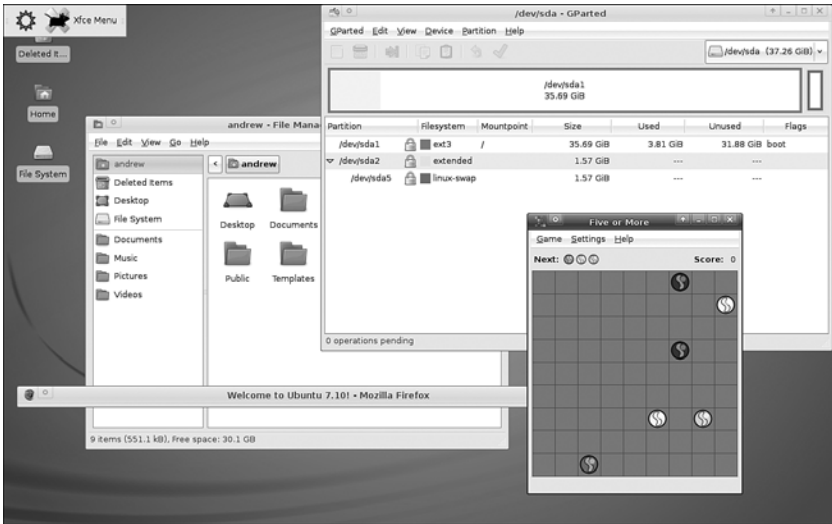 Xfce Menu
Deleted It...
Home
File System
/dev/sda - GParted
GParted Edit View Device Partition Help
/dev/sda (37.26 GiB)
/dev/sda1
35.69 GiB
Partition Filesystem Mountpoint Size Used Unused Flags
/dev/sda1 ext3 / 35.69 GiB 3.81 GiB 31.88 GiB boot
/dev/sda2 extended 1.57 GiB --- ---
/dev/sda5 linux-swap 1.57 GiB --- ---
0 operations pending
andrew - File Mana
File Edit View Go Help
andrew
Deleted Items
Desktop
File System
Documents
Music
Pictures
Videos
andrew
Desktop Documents
Public Templates
9 items (551.1 kB), Free space: 30.1 GB
Welcome to Ubuntu 7.10! - Mozilla Firefox
Five or More
Game Settings Help
Next: Score: 0